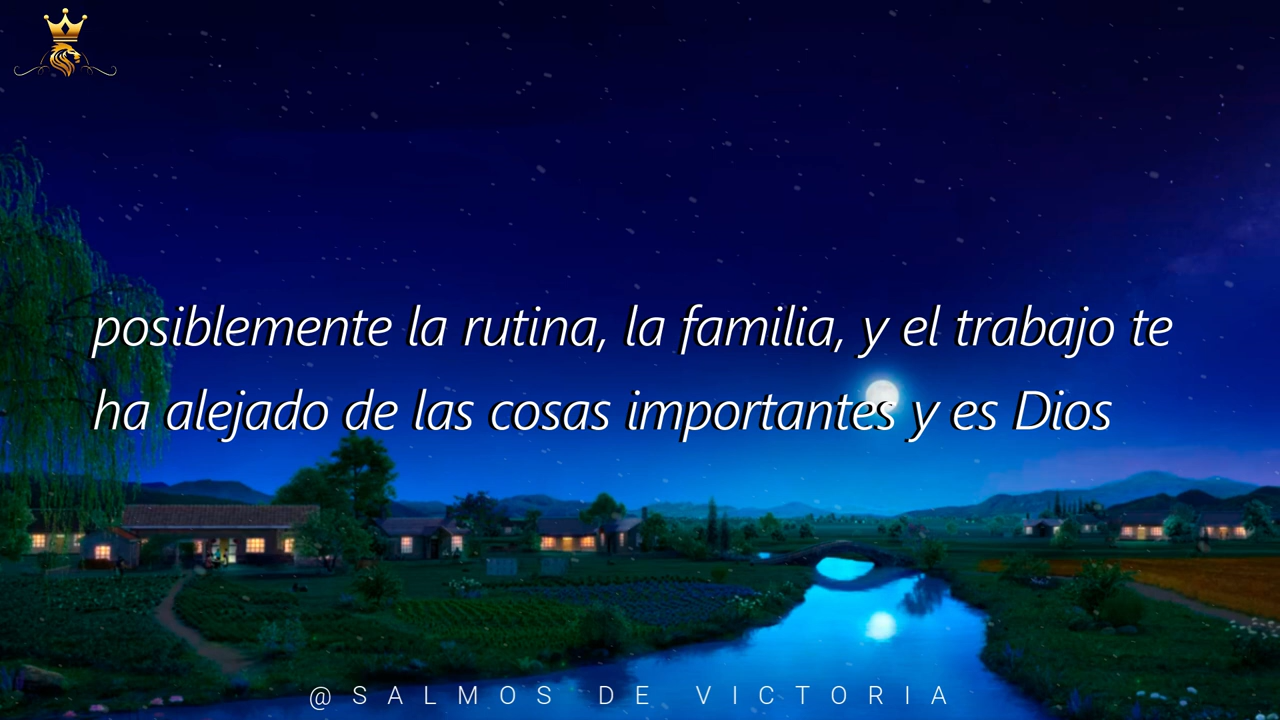 posiblemente la rutina, la familia, y el trabajo te
ha alejado de las cosas importantes y es Dios
@SALMOS DE VICTORIA